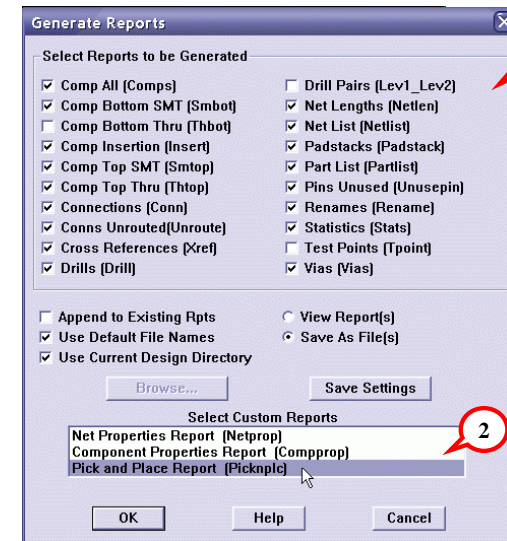 Generate Reports
Select Reports to be Generated
Comp All (Comps)
Comp Bottom SMT (Smbot)
Comp Bottom Thru (Thbot)
Comp Insertion (Insert)
Comp Top SMT (Smtop)
Comp Top Thru (Thtop)
Connections (Conn)
Conns Unrouted(Unroute)
Cross References (Xref)
Drills (Drill)
Drill Pairs (Lev1_Lev2)
Net Lengths (Netlen)
Net List (Netlist)
Padstacks (Padstack)
Part List (Partlist)
Pins Unused (Unusepin)
Renames (Rename)
Statistics (Stats)
Test Points (Tpoint)
Vias (Vias)
Append to Existing Rpts
Use Default File Names
Use Current Design Directory
View Report(s)
Save As File(s)
Browse...
Save Settings
Select Custom Reports
Net Properties Report (Netprop)
Component Properties Report (Compprop)
Pick and Place Report (Picknplc)
2
OK
Help
Cancel